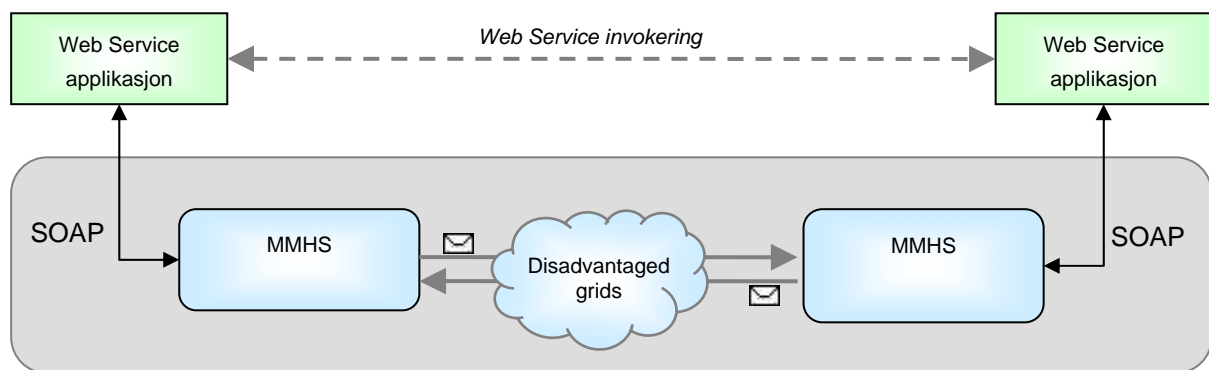 Web Service
applikasjon
Web Service invokering
Web Service
applikasjon
SOAP
MMHS
Disadvantaged
grids
MMHS
SOAP